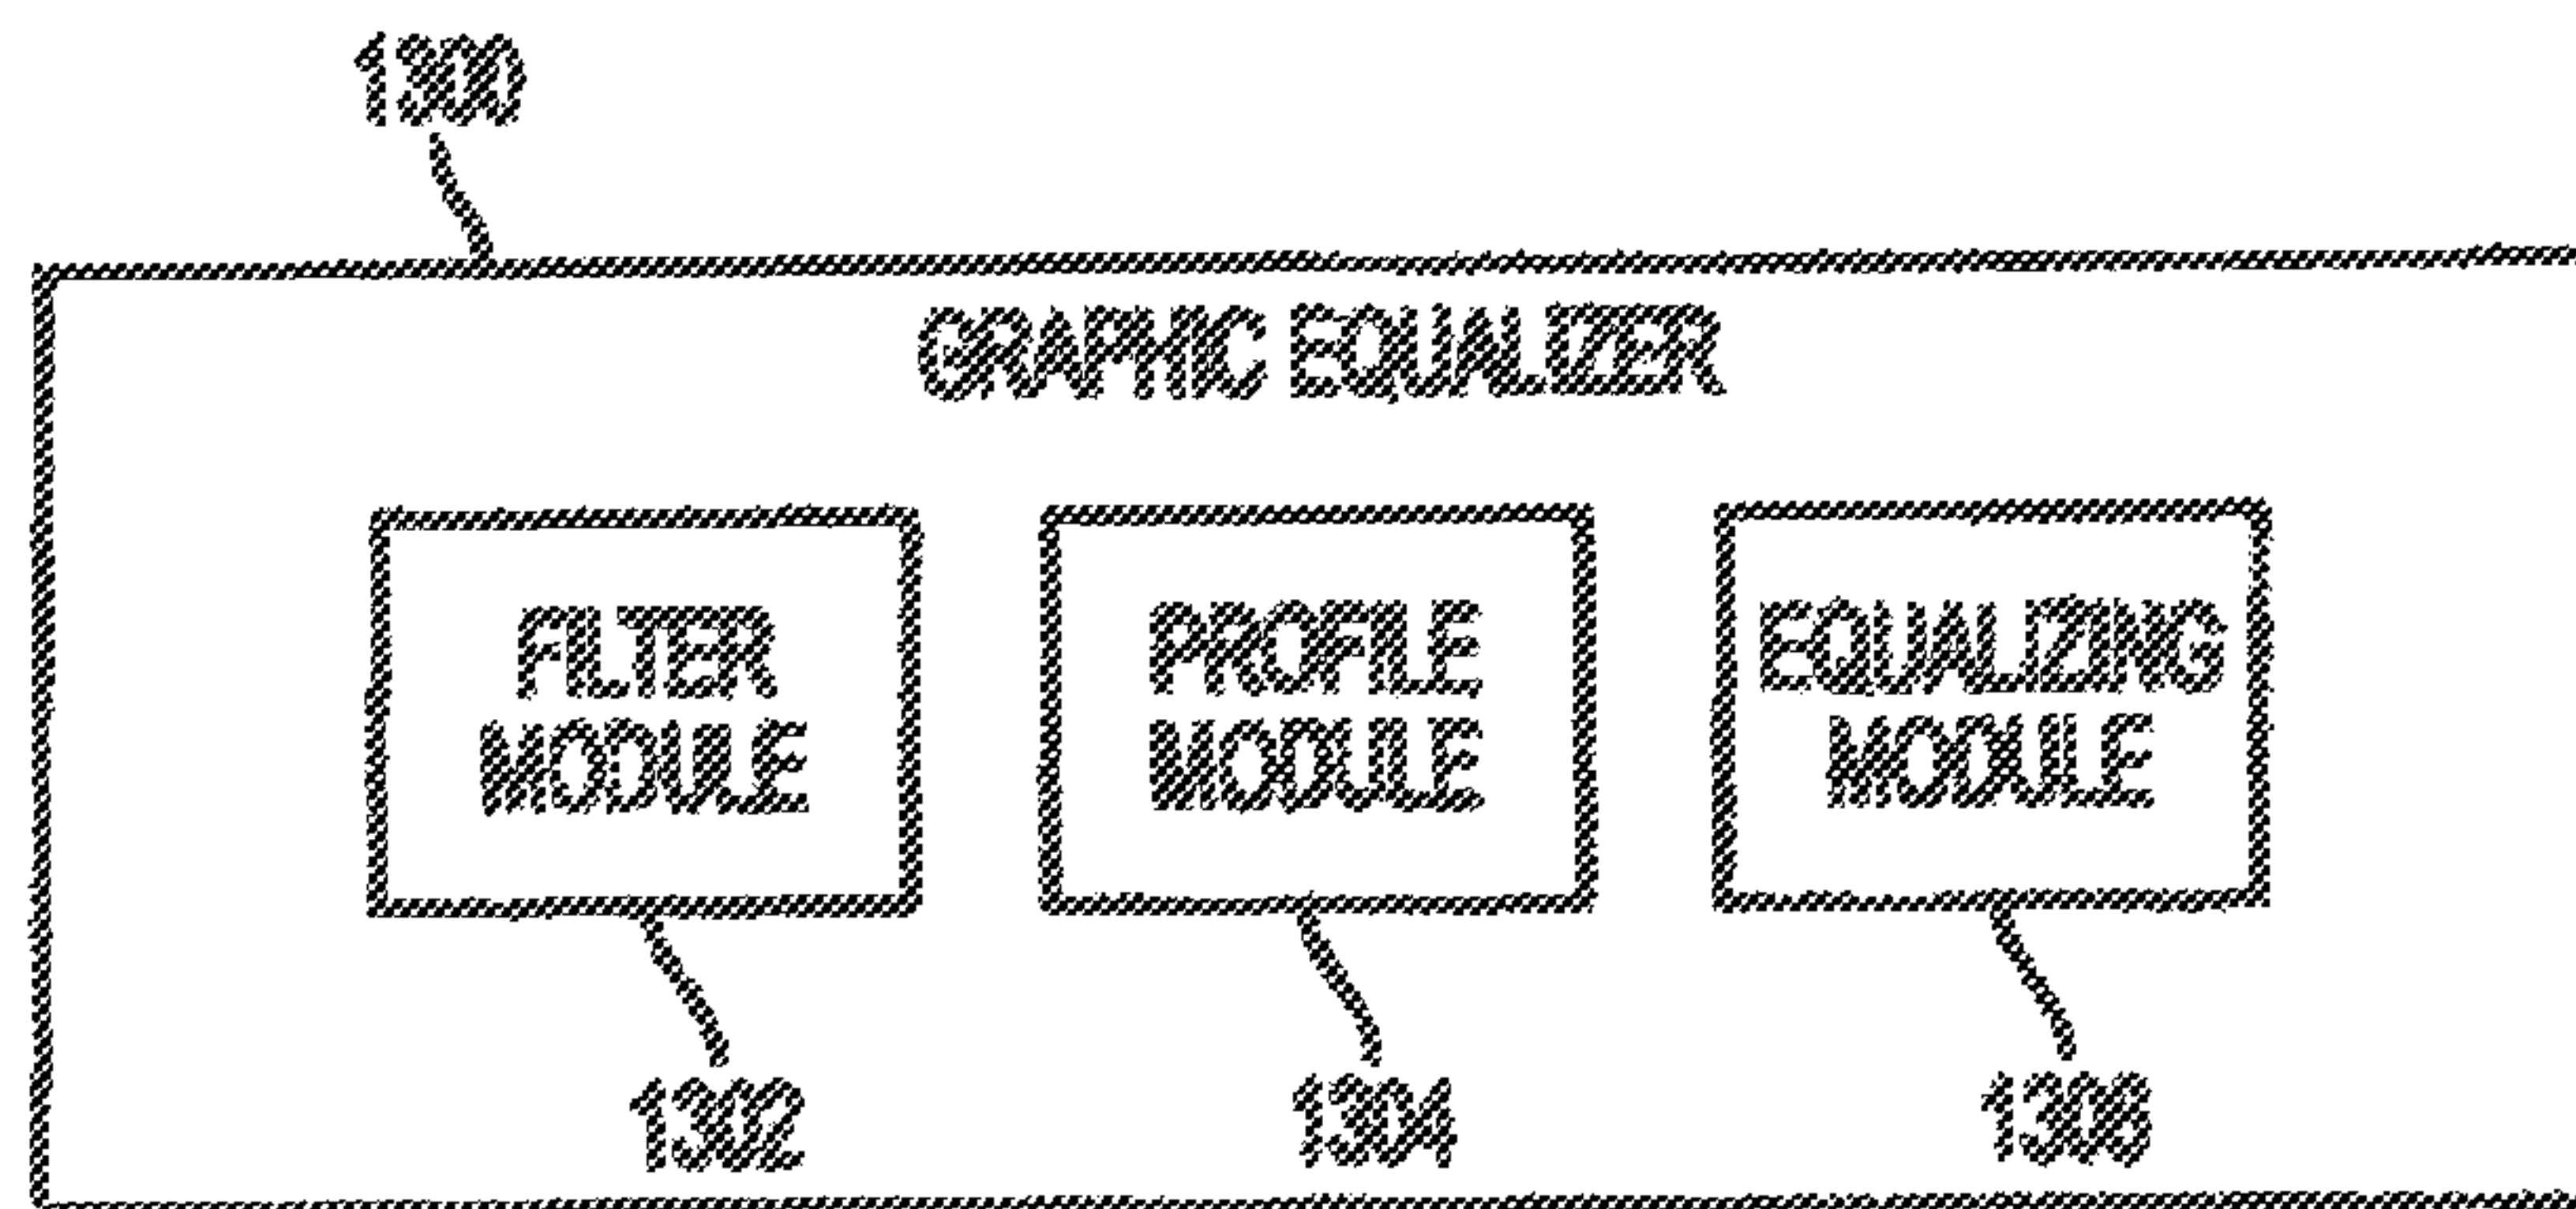 1300
GRAPHIC EQUALIZER
FILTER
MODULE
PROFILE
MODULE
EQUALIZING
MODULE
1302
1304
1306